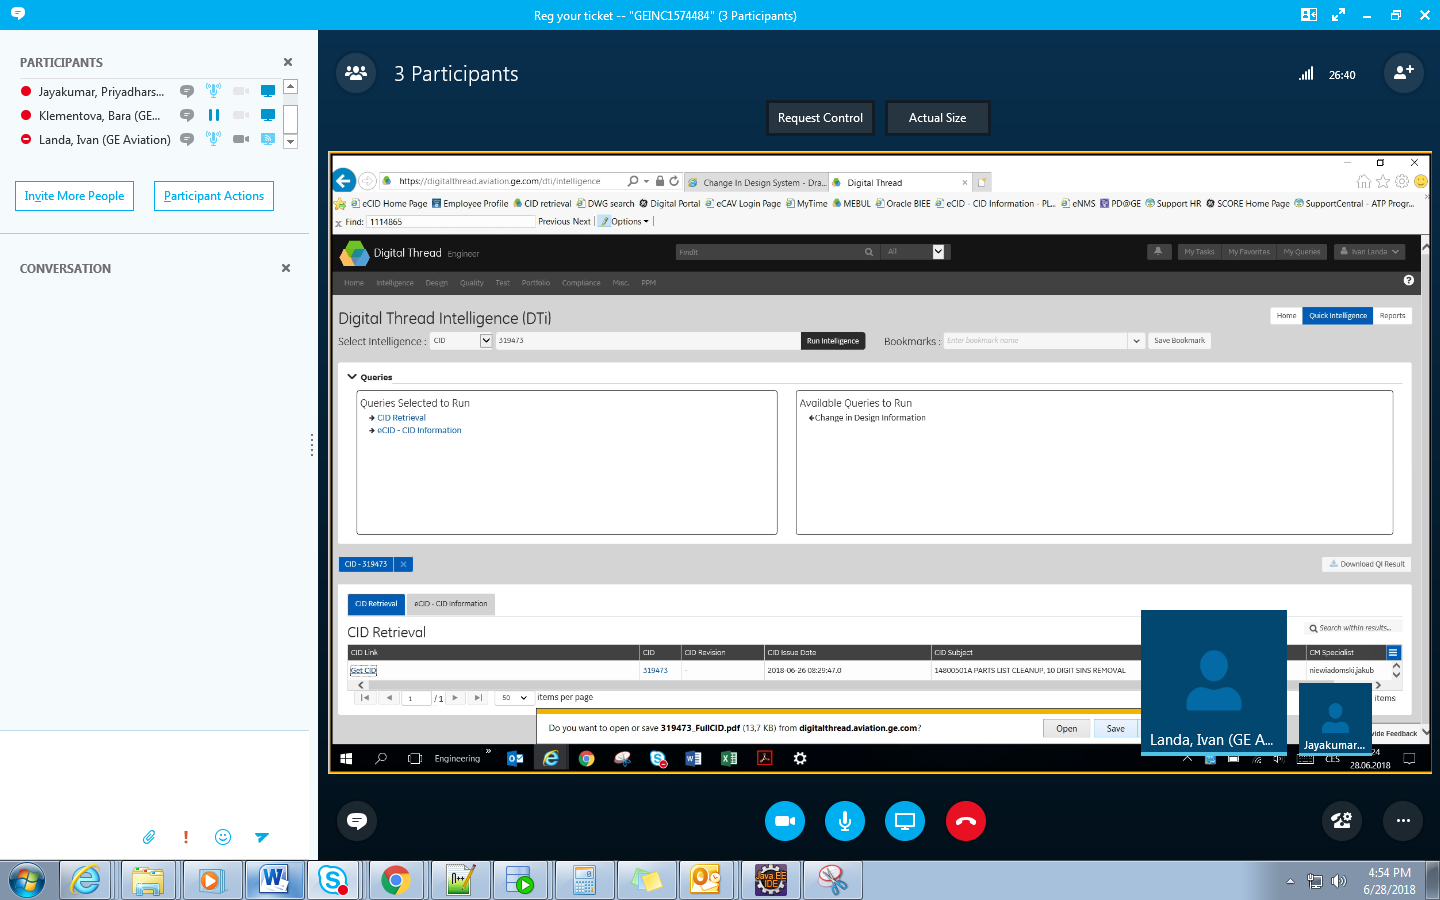 Reg your ticket -- "GEINC1574484" (3 Participants)
PARTICIPANTS
Jayakumar, Priyadhars...
Klementova, Bara (GE...
Landa, Ivan (GE Aviation)
Invite More People
Participant Actions
CONVERSATION
3 Participants
26:40
Request Control
Actual Size
https://digitalthread.aviation.ge.com/dti/intelligence
Change In Design System - Dra...
Digital Thread
eCID Home Page
Employee Profile
CID retrieval
DWG search
Digital Portal
eCAV Login Page
MyTime
MEBUL
Oracle BIEE
eCID - CID Information - PL...
eNMS
PD@GE
Support HR
SCORE Home Page
SupportCentral - ATP Progr...
Find: 1114865
Previous Next
Options
Digital Thread Engineer
Findit
All
My Tasks
My Favorites
My Queries
Ivan Landa
Home Intelligence Design Quality Test Portfolio Compliance Misc. PPM
Digital Thread Intelligence (DTi)
Home
Quick Intelligence
Reports
Select Intelligence : CID 319473
Run Intelligence
Bookmarks : Enter bookmark name
Save Bookmark
Queries
Queries Selected to Run
CID Retrieval
eCID - CID Information
Available Queries to Run
Change in Design Information
CID - 319473
Download QI Result
CID Retrieval
eCID - CID Information
CID Retrieval
Search within results...
CID Link CID CID Revision CID Issue Date CID Subject CM Specialist
Get CID 319473 - 2018-06-26 08:29:47.0 14800501A PARTS LIST CLEANUP, 10 DIGIT SINS REMOVAL niewiadomski,jakub
1 / 1 50 items per page
items
Do you want to open or save 319473_FullCID.pdf (13,7 KB) from digitalthread.aviation.ge.com?
Open
Save
vide Feedback
Landa, Ivan (GE A...
Jayakumar...
Engineering
CES
24
28.06.2018
4:54 PM
6/28/2018